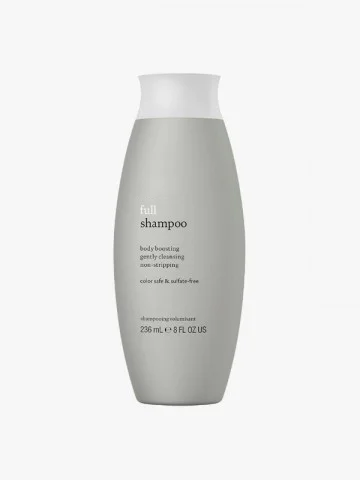 full
shampoo
body boosting
gently cleansing
non-stripping
color safe & sulfate-free
shampooing volumisant
236 mL ℮ 8 FL OZ US